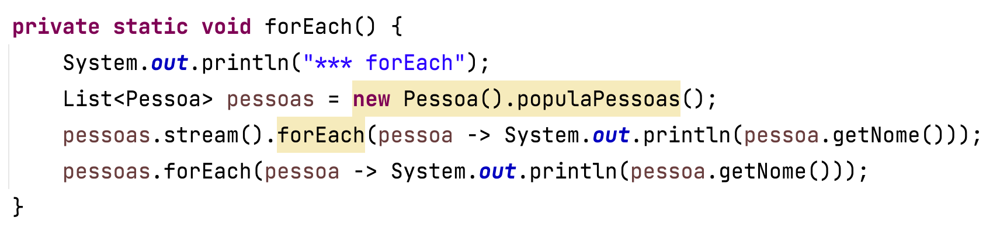 private static void forEach() {
System.out.println("*** forEach");
List<Pessoa> pessoas = new Pessoa().populaPessoas();
pessoas.stream().forEach(pessoa -> System.out.println(pessoa.getNome()));
pessoas.forEach(pessoa -> System.out.println(pessoa.getNome()));
}